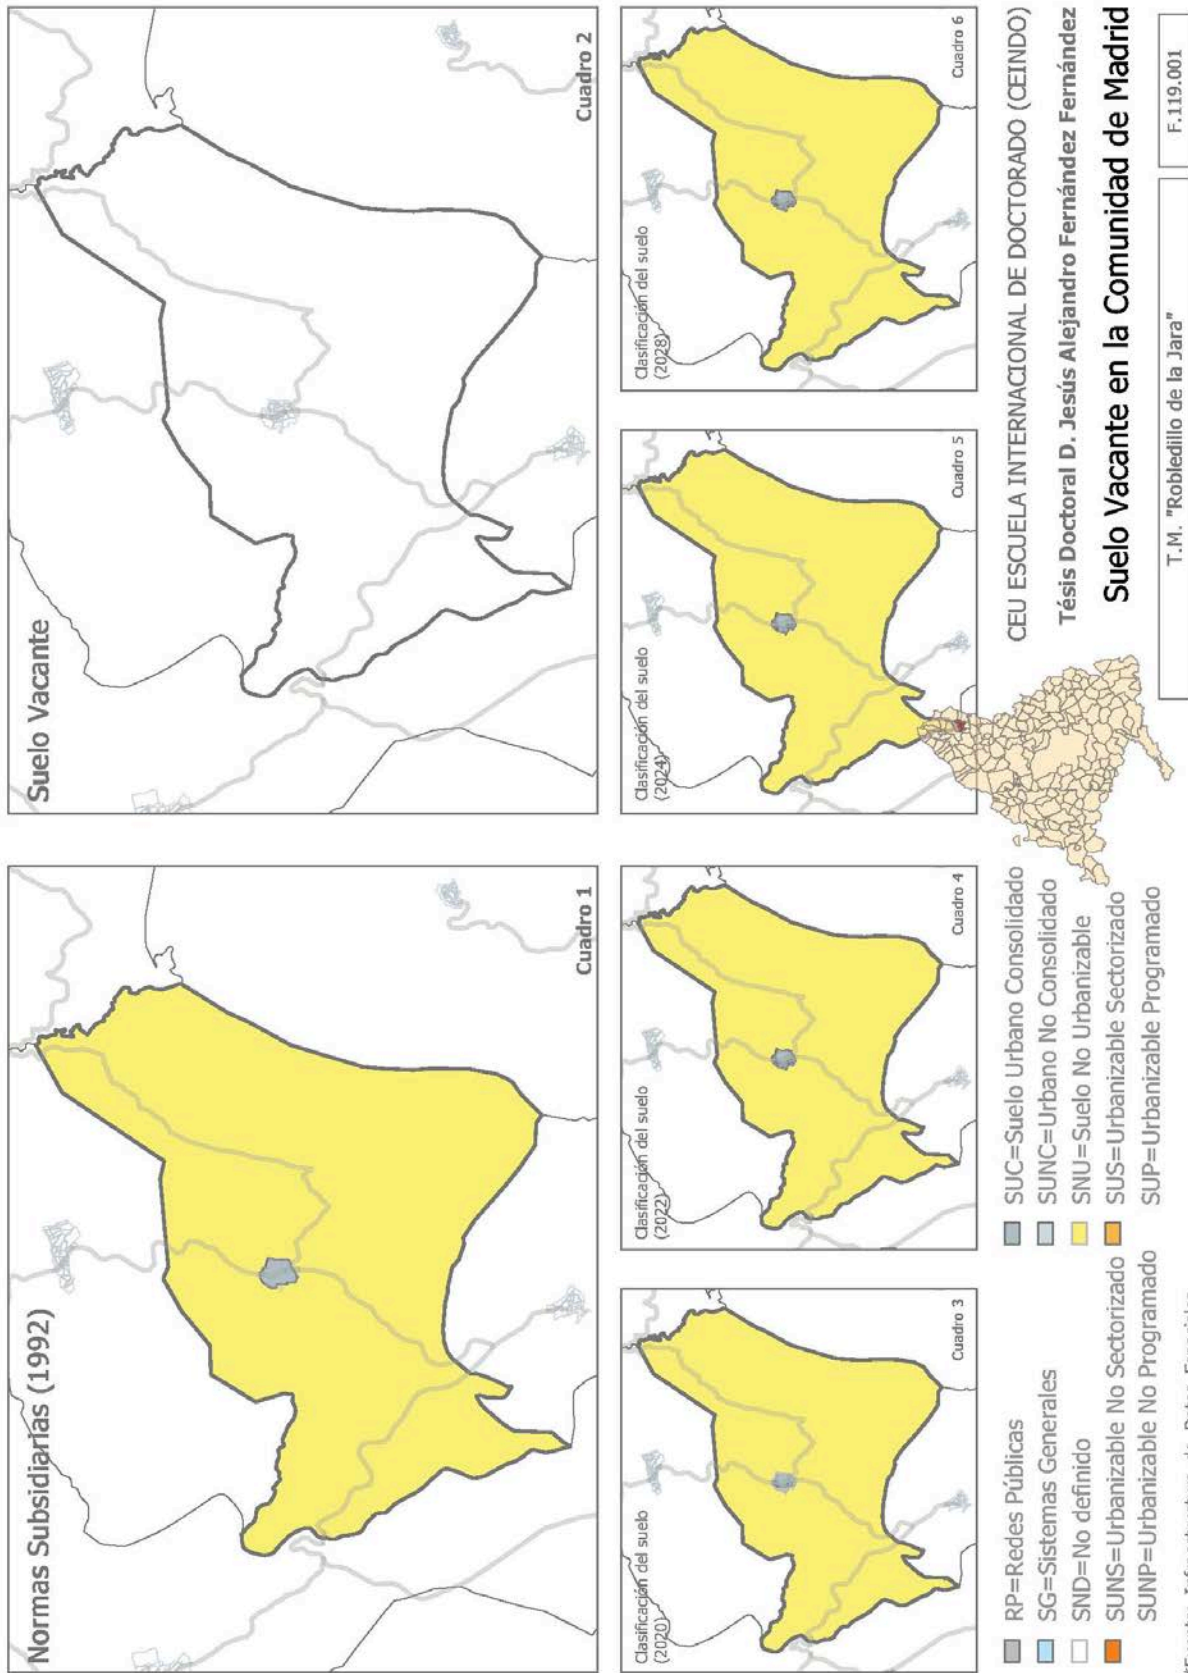 Normas Subsidiarias (1992)
Cuadro 1
Suelo Vacante
Cuadro 2
Clasificación del suelo
(2020)
Cuadro 3
Clasificación del suelo
(2022)
Cuadro 4
Clasificación del suelo
(2024)
Cuadro 5
Clasificación del suelo
(2028)
Cuadro 6
RP=Redes Públicas
SG=Sistemas Generales
SND=No definido
SUNS=Urbanizable No Sectorizado
SUNP=Urbanizable No Programado
SUC=Suelo Urbano Consolidado
SUNC=Urbano No Consolidado
SNU=Suelo No Urbanizable
SUS=Urbanizable Sectorizado
SUP=Urbanizable Programado
CEU ESCUELA INTERNACIONAL DE DOCTORADO (CEINDO)
Tésis Doctoral D. Jesús Alejandro Fernández Fernández
Suelo Vacante en la Comunidad de Madrid
T.M. "Robledillo de la Jara"
F.119.001